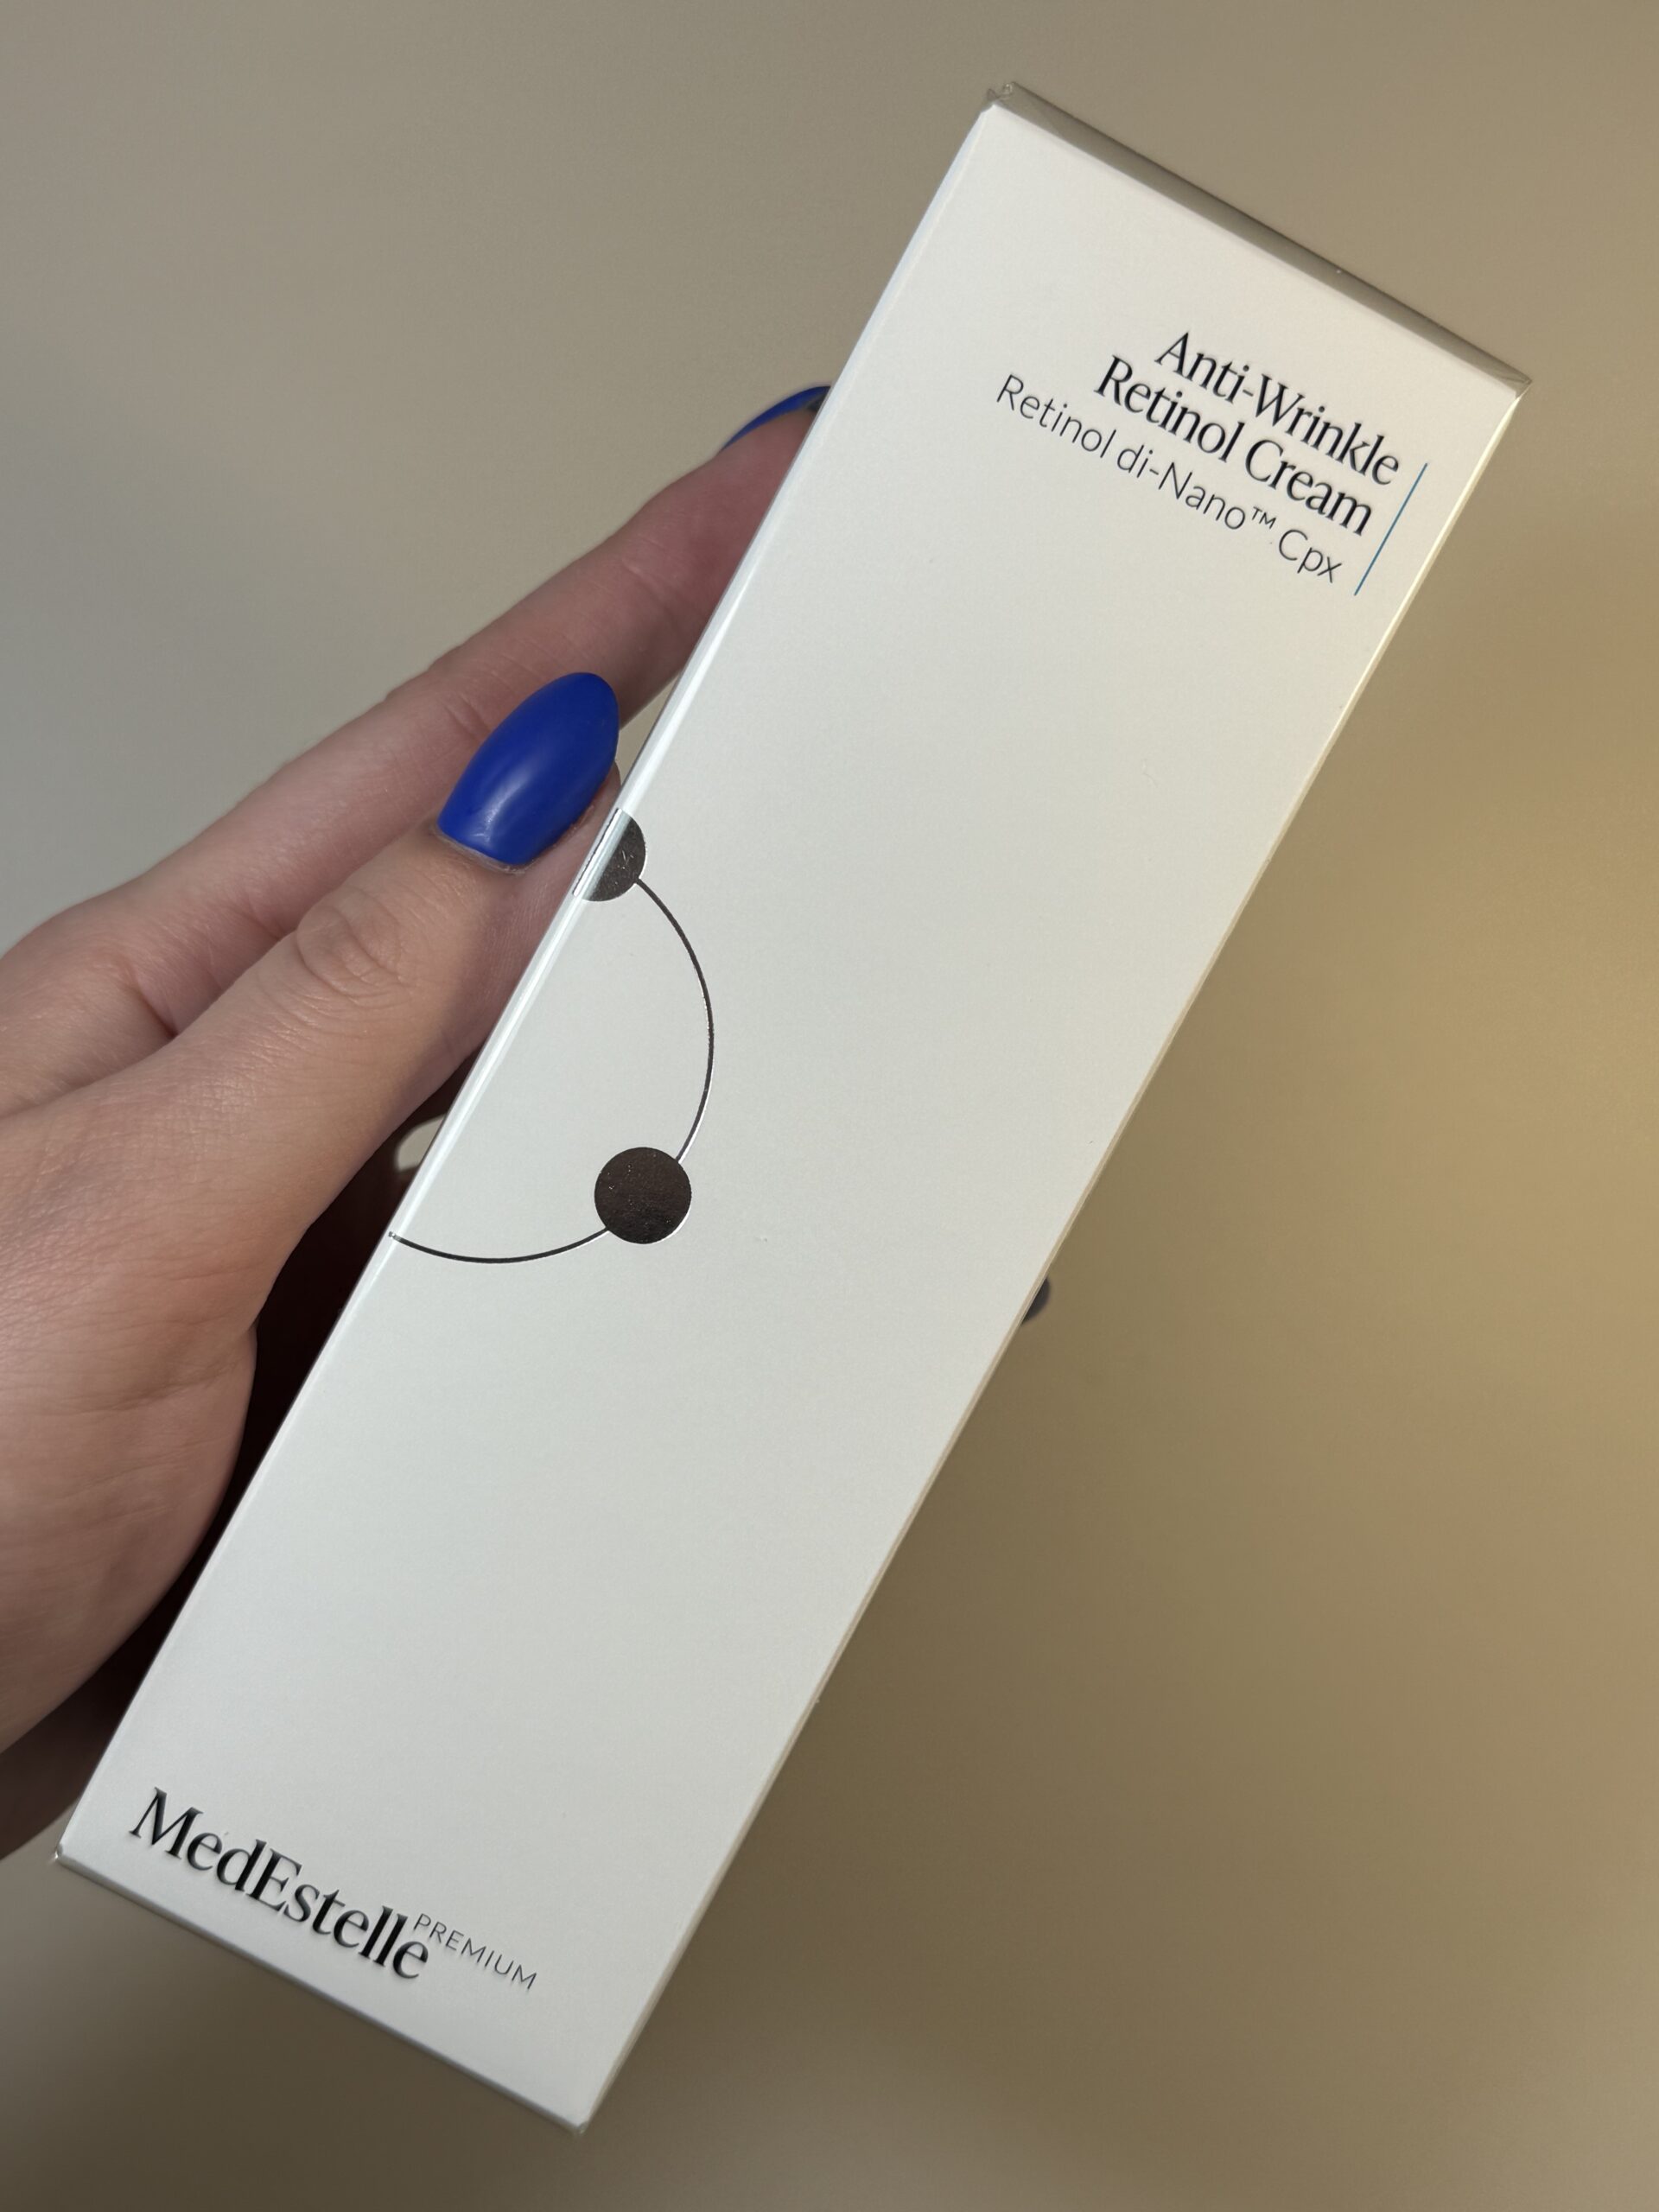 Anti-Wrinkle
Retinol Cream
Retinol di-Nano™ Cpx
MedEstelle PREMIUM